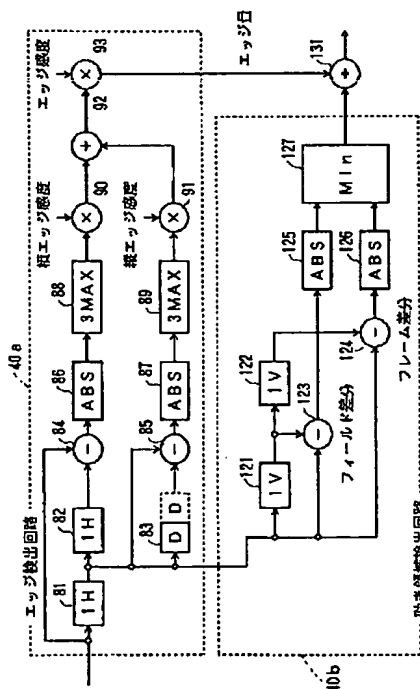 エッジ検出回路
40a
エッジ感度
93
×
92
+
桁エッジ感度
90
×
88
3MAX
86
ABS
84
−
82
1H
81
1H
縦エッジ感度
91
×
89
3MAX
87
ABS
85
−
D
83
D
エッジ量
131
+
127
Min
125
ABS
126
ABS
122
1V
121
1V
123
−
124
−
フィールド差分
フレーム差分
40b